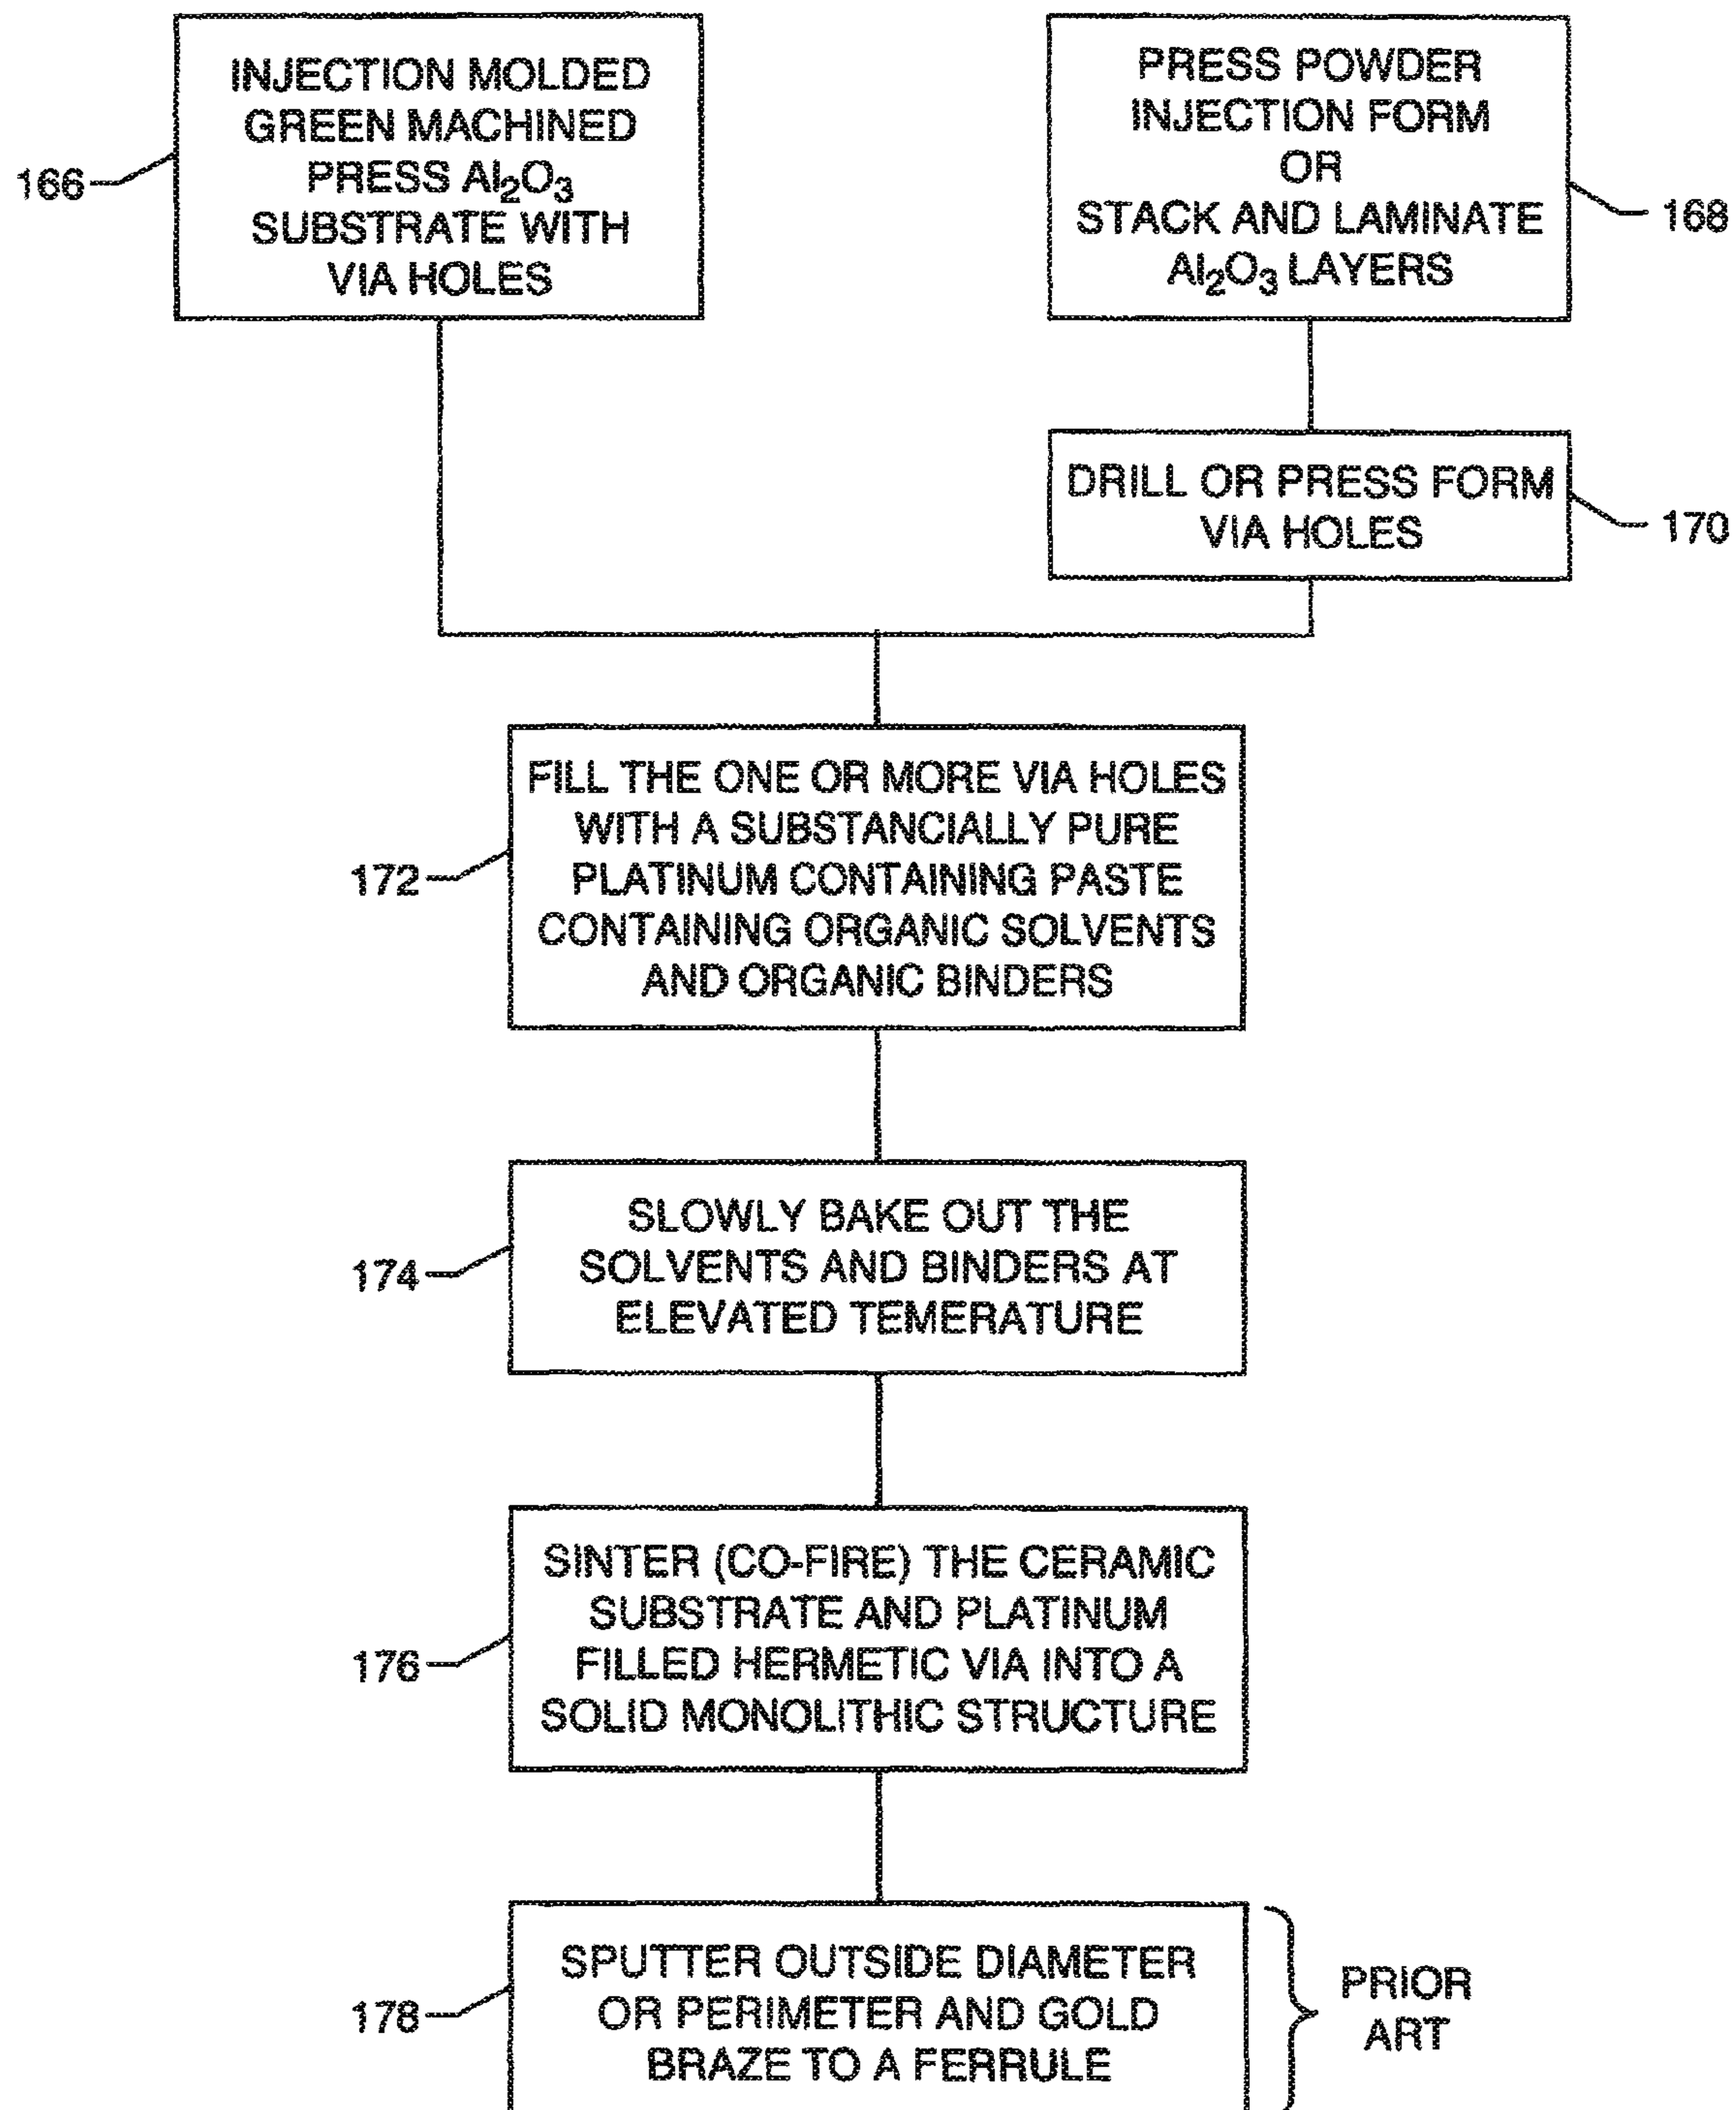 INJECTION MOLDED
GREEN MACHINED
PRESS Al₂O₃
SUBSTRATE WITH
VIA HOLES
166
PRESS POWDER
INJECTION FORM
OR
STACK AND LAMINATE
Al₂O₃ LAYERS
168
DRILL OR PRESS FORM
VIA HOLES
170
FILL THE ONE OR MORE VIA HOLES
WITH A SUBSTANCIALLY PURE
PLATINUM CONTAINING PASTE
CONTAINING ORGANIC SOLVENTS
AND ORGANIC BINDERS
172
SLOWLY BAKE OUT THE
SOLVENTS AND BINDERS AT
ELEVATED TEMERATURE
174
SINTER (CO-FIRE) THE CERAMIC
SUBSTRATE AND PLATINUM
FILLED HERMETIC VIA INTO A
SOLID MONOLITHIC STRUCTURE
176
SPUTTER OUTSIDE DIAMETER
OR PERIMETER AND GOLD
BRAZE TO A FERRULE
178
PRIOR
ART